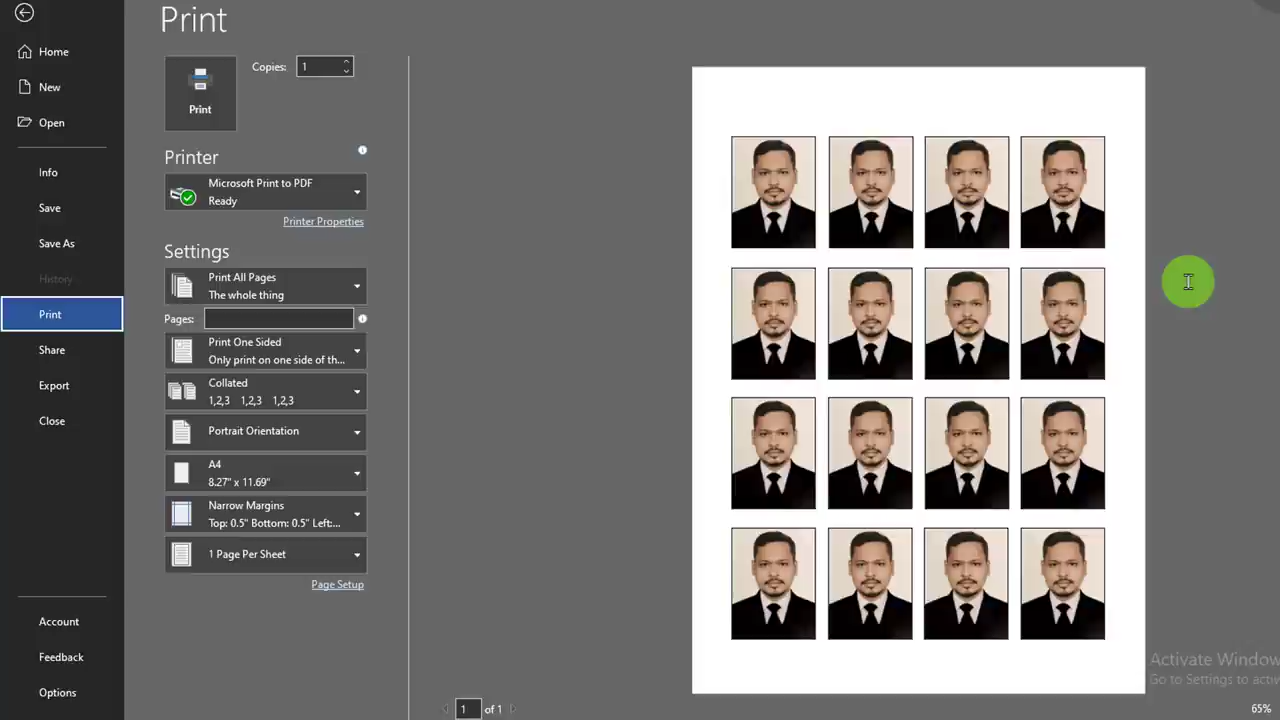 Print
Home
New
Open
Info
Save
Save As
History
Print
Share
Export
Close
Account
Feedback
Options
Print
Copies: 1
Printer
Microsoft Print to PDF
Ready
Printer Properties
Settings
Print All Pages
The whole thing
Pages:
Print One Sided
Only print on one side of th...
Collated
1,2,3 1,2,3 1,2,3
Portrait Orientation
A4
8.27" x 11.69"
Narrow Margins
Top: 0.5" Bottom: 0.5" Left:...
1 Page Per Sheet
Page Setup
1 of 1
Activate Window
Go to Settings to activ
65%